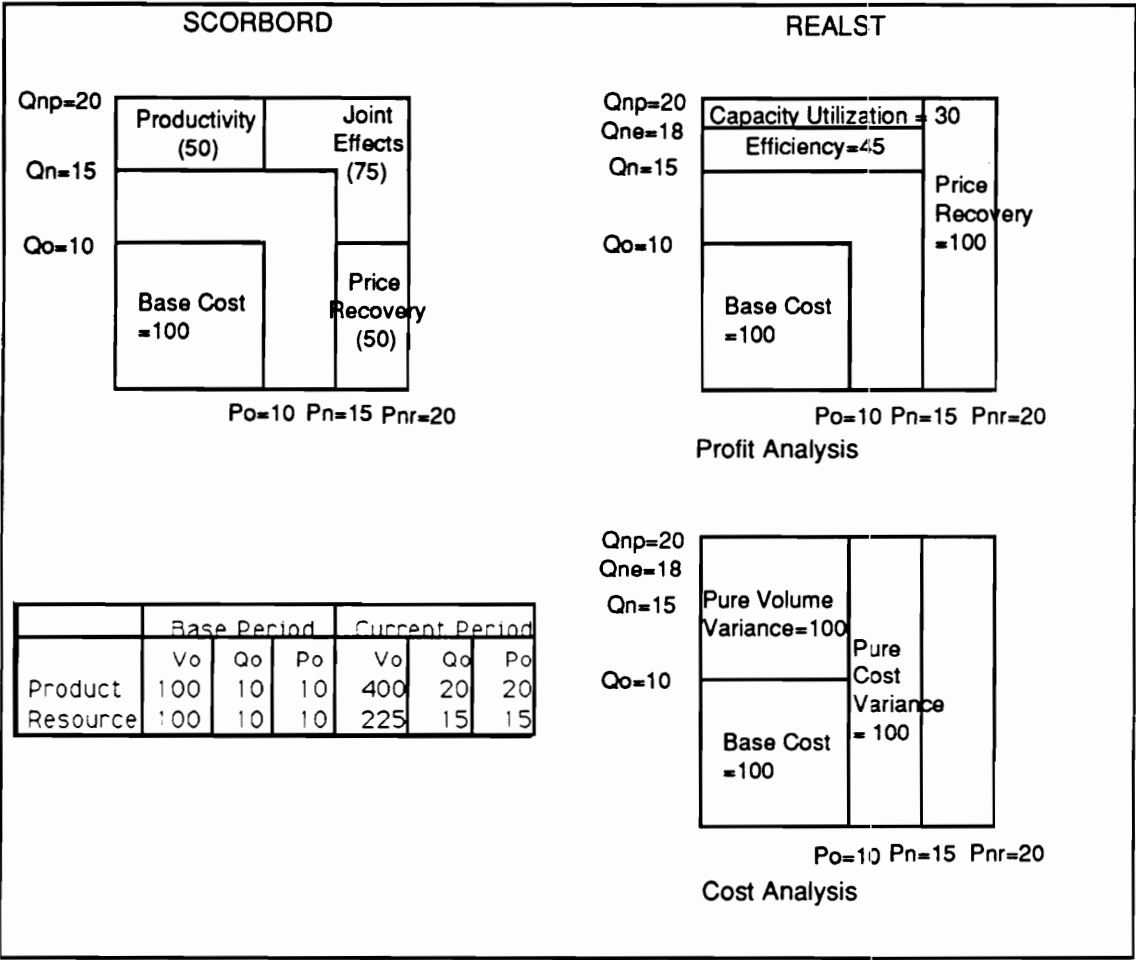 SCORBORD
Qnp=20
Productivity
(50)
Joint
Effects
(75)
Qn=15
Qo=10
Base Cost
=100
Price
Recovery
(50)
Po=10 Pn=15 Pnr=20
REALST
Qnp=20
Capacity Utilization = 30
Qne=18
Efficiency=45
Qn=15
Price
Recovery
=100
Qo=10
Base Cost
=100
Po=10 Pn=15 Pnr=20
Profit Analysis
Qnp=20
Qne=18
Qn=15
Pure Volume
Variance=100
Pure
Cost
Variance
= 100
Qo=10
Base Cost
=100
Po=10 Pn=15 Pnr=20
Cost Analysis
Base Period Current Period
Vo Qo Po Vo Qo Po
Product 100 10 10 400 20 20
Resource 100 10 10 225 15 15